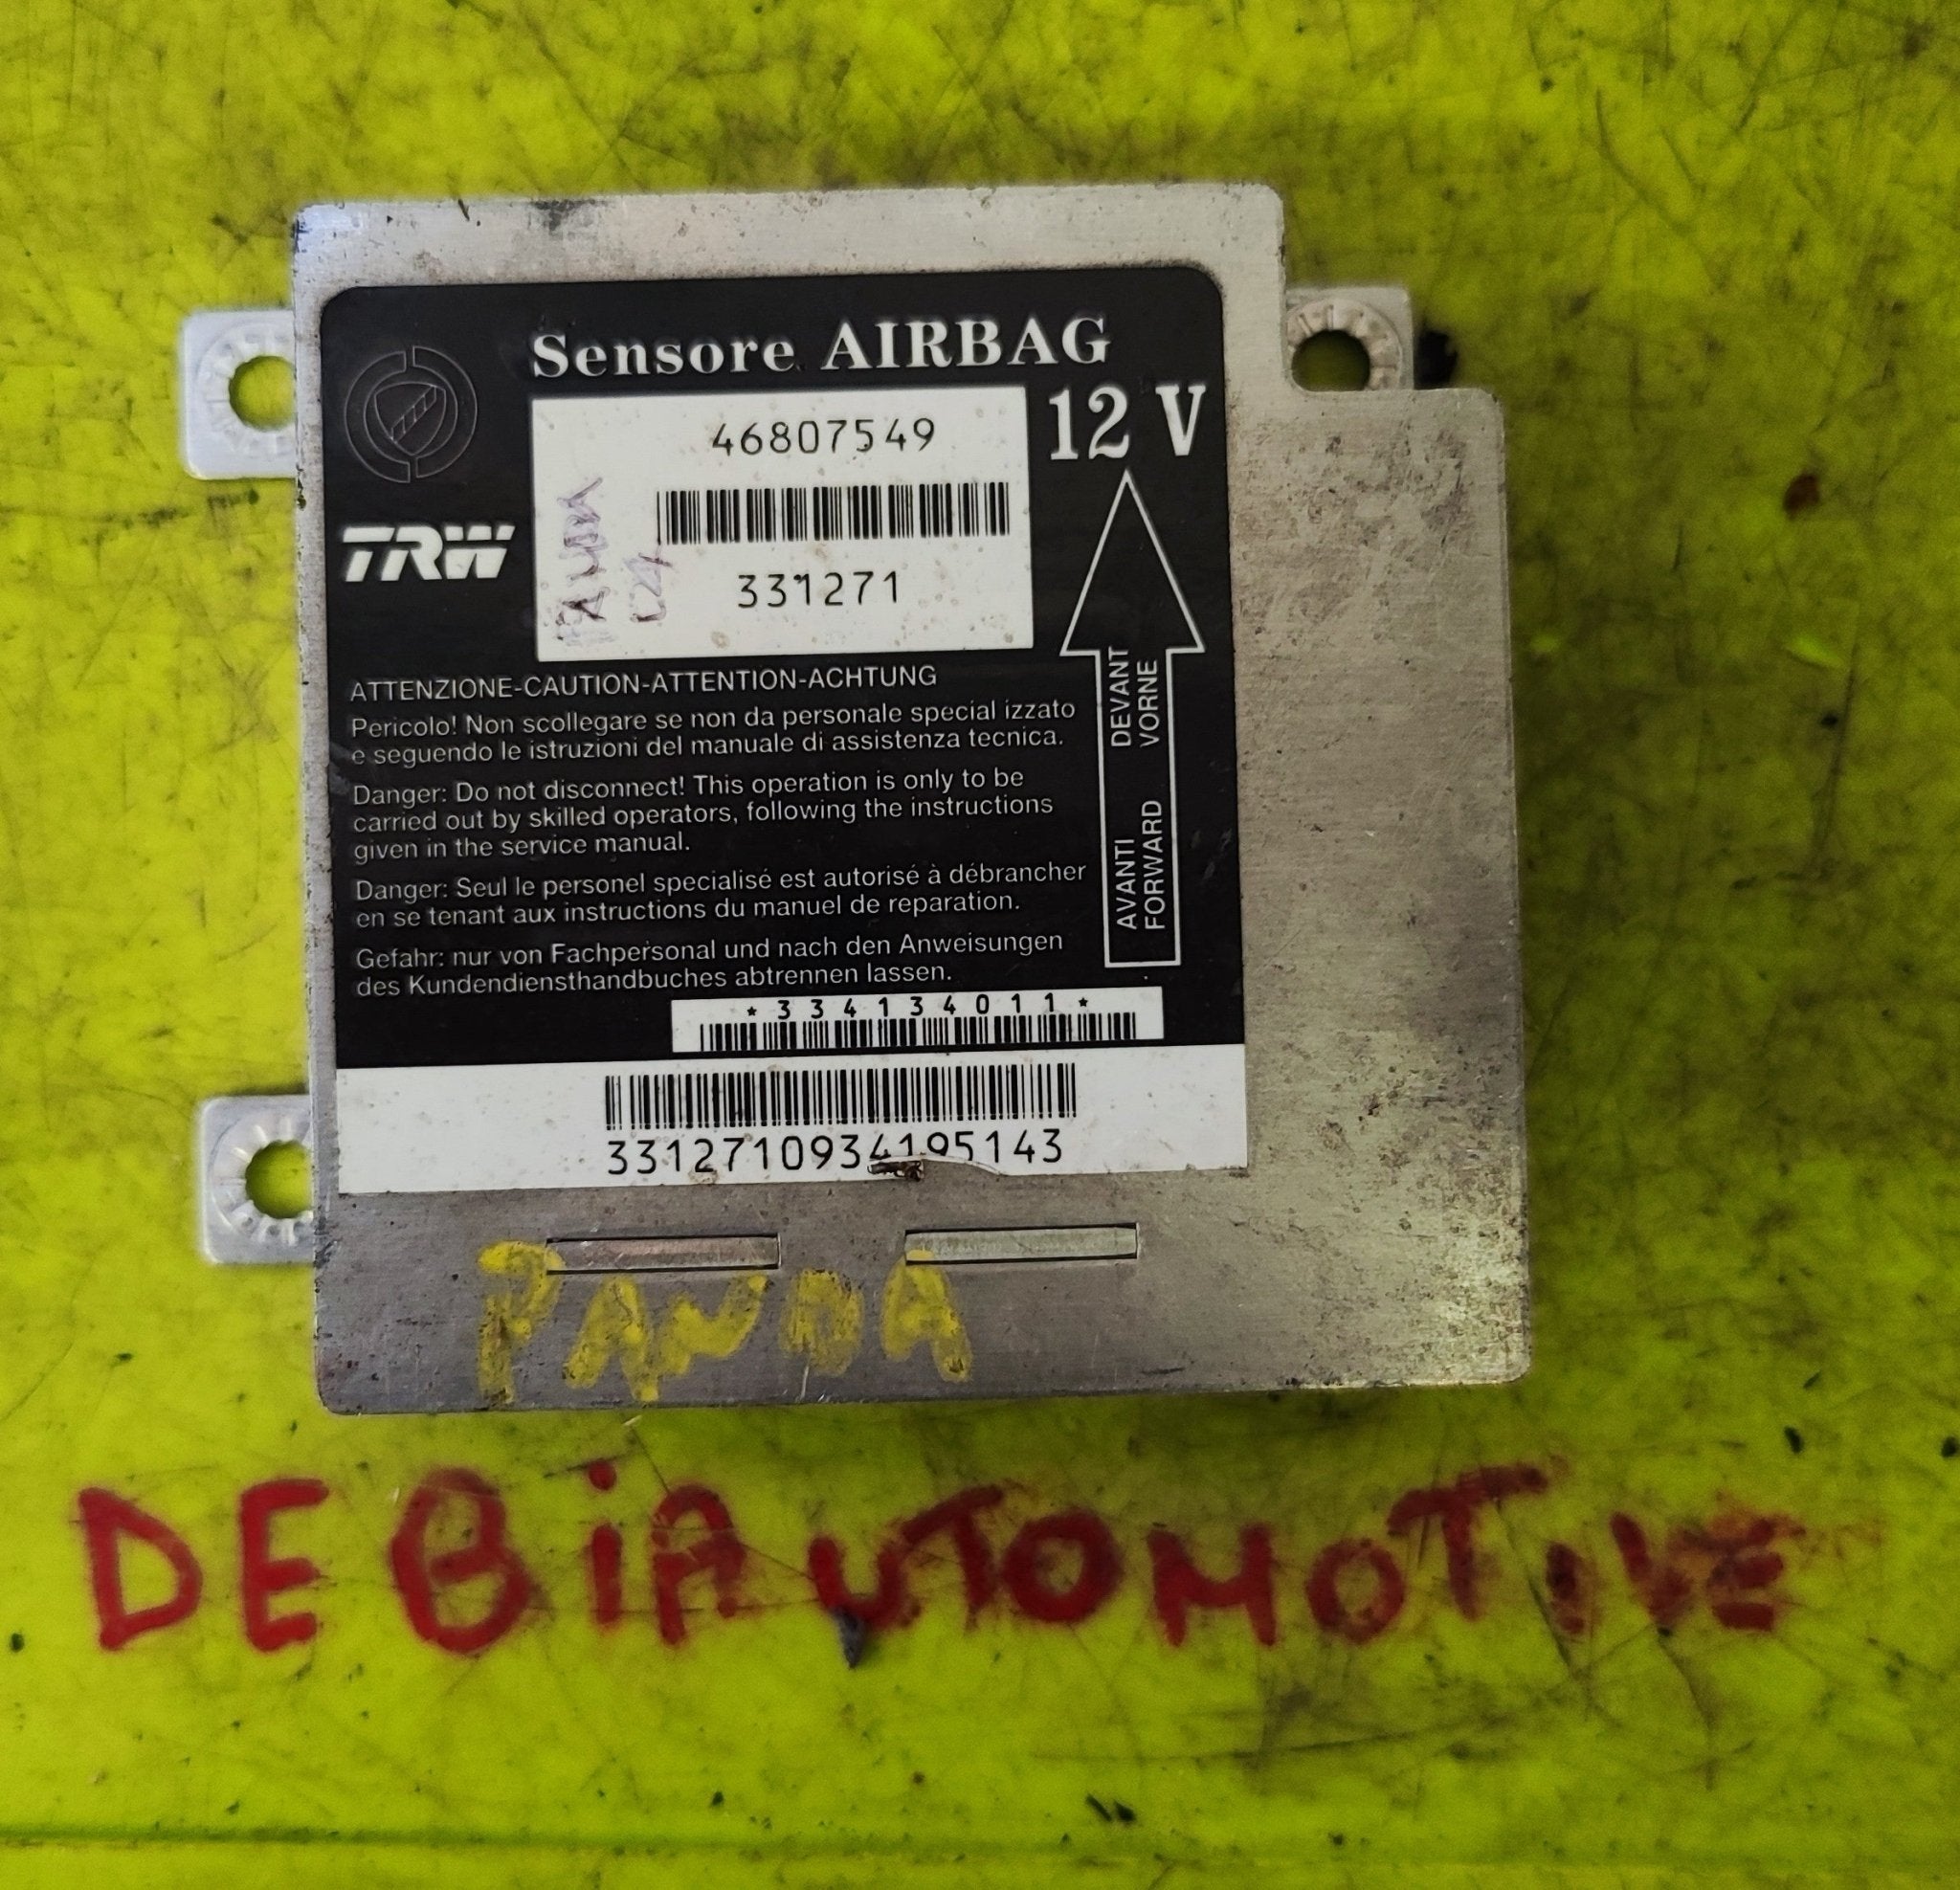 Sensore AIRBAG
12 V
46807549
TRW
331271
PANDA
ATTENZIONE-CAUTION-ATTENTION-ACHTUNG
Pericolo! Non scollegare se non da personale special izzato
e seguendo le istruzioni del manuale di assistenza tecnica.
Danger: Do not disconnect! This operation is only to be
carried out by skilled operators, following the instructions
given in the service manual.
Danger: Seul le personel specialisé est autorisé à débrancher
en se tenant aux instructions du manuel de reparation.
Gefahr: nur von Fachpersonal und nach den Anweisungen
des Kundendiensthandbuches abtrennen lassen.
AVANTI DEVANT
FORWARD VORNE
*334134011*
3312710934195143
PANDA
DEBiAUTOMOTIVE